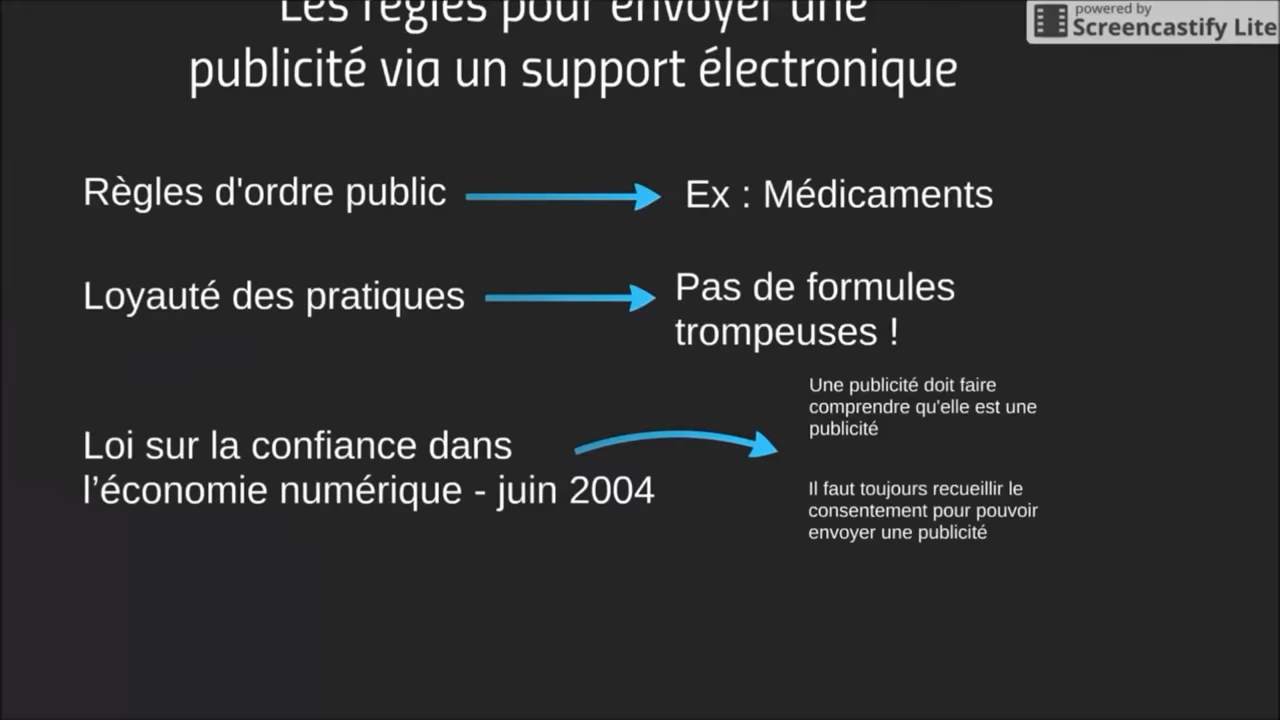 Les règles pour envoyer une
publicité via un support électronique
powered by
Screencastify Lite
Règles d'ordre public
Ex : Médicaments
Loyauté des pratiques
Pas de formules
trompeuses !
Loi sur la confiance dans
l’économie numérique - juin 2004
Une publicité doit faire
comprendre qu'elle est une
publicité
Il faut toujours recueillir le
consentement pour pouvoir
envoyer une publicité